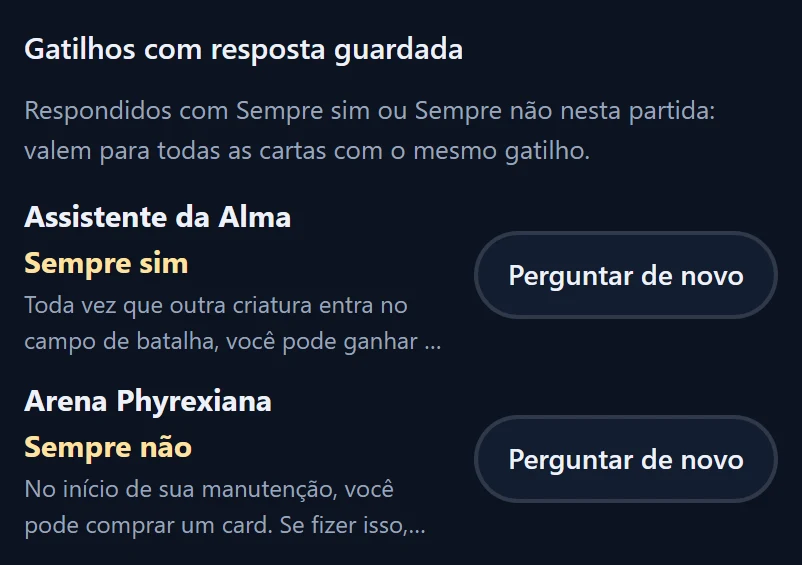 Gatilhos com resposta guardada
Respondidos com Sempre sim ou Sempre não nesta partida:
valem para todas as cartas com o mesmo gatilho.
Assistente da Alma
Sempre sim
Toda vez que outra criatura entra no
campo de batalha, você pode ganhar ...
Perguntar de novo
Arena Phyrexiana
Sempre não
No início de sua manutenção, você
pode comprar um card. Se fizer isso,...
Perguntar de novo